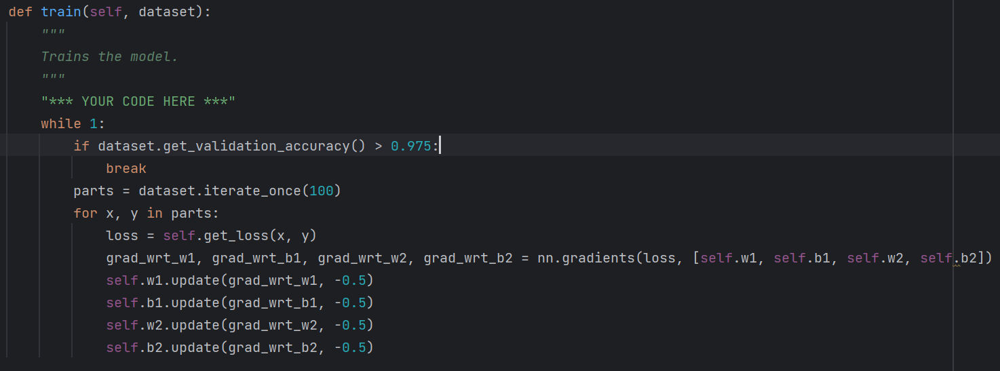 def train(self, dataset):
    """
    Trains the model.
    """
    "*** YOUR CODE HERE ***"
    while 1:
        if dataset.get_validation_accuracy() > 0.975:
            break
        parts = dataset.iterate_once(100)
        for x, y in parts:
            loss = self.get_loss(x, y)
            grad_wrt_w1, grad_wrt_b1, grad_wrt_w2, grad_wrt_b2 = nn.gradients(loss, [self.w1, self.b1, self.w2, self.b2])
            self.w1.update(grad_wrt_w1, -0.5)
            self.b1.update(grad_wrt_b1, -0.5)
            self.w2.update(grad_wrt_w2, -0.5)
            self.b2.update(grad_wrt_b2, -0.5)